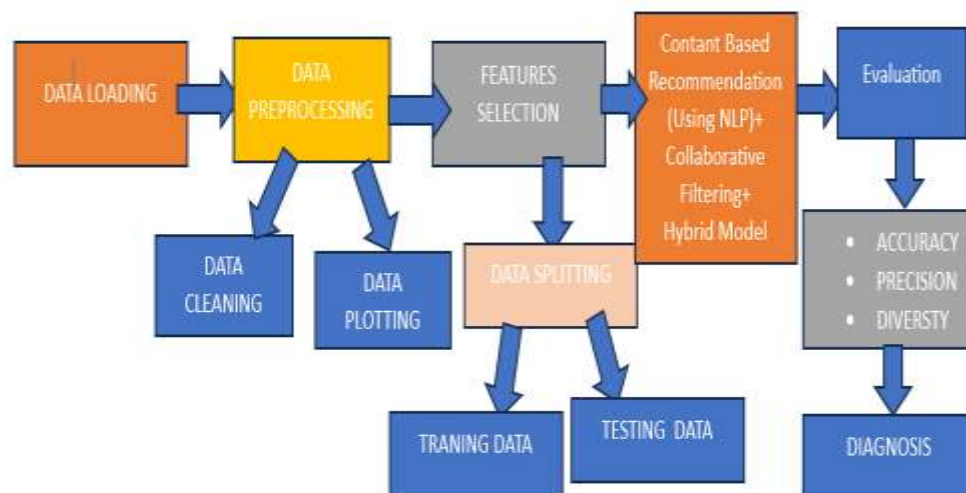 DATA LOADING
DATA
PREPROCESSING
FEATURES
SELECTION
Contant Based
Recommendation
(Using NLP)+
Collaborative
Filtering+
Hybrid Model
Evaluation
DATA
CLEANING
DATA
PLOTTING
DATA SPLITTING
• ACCURACY
• PRECISION
• DIVERSTY
TRANING DATA
TESTING DATA
DIAGNOSIS